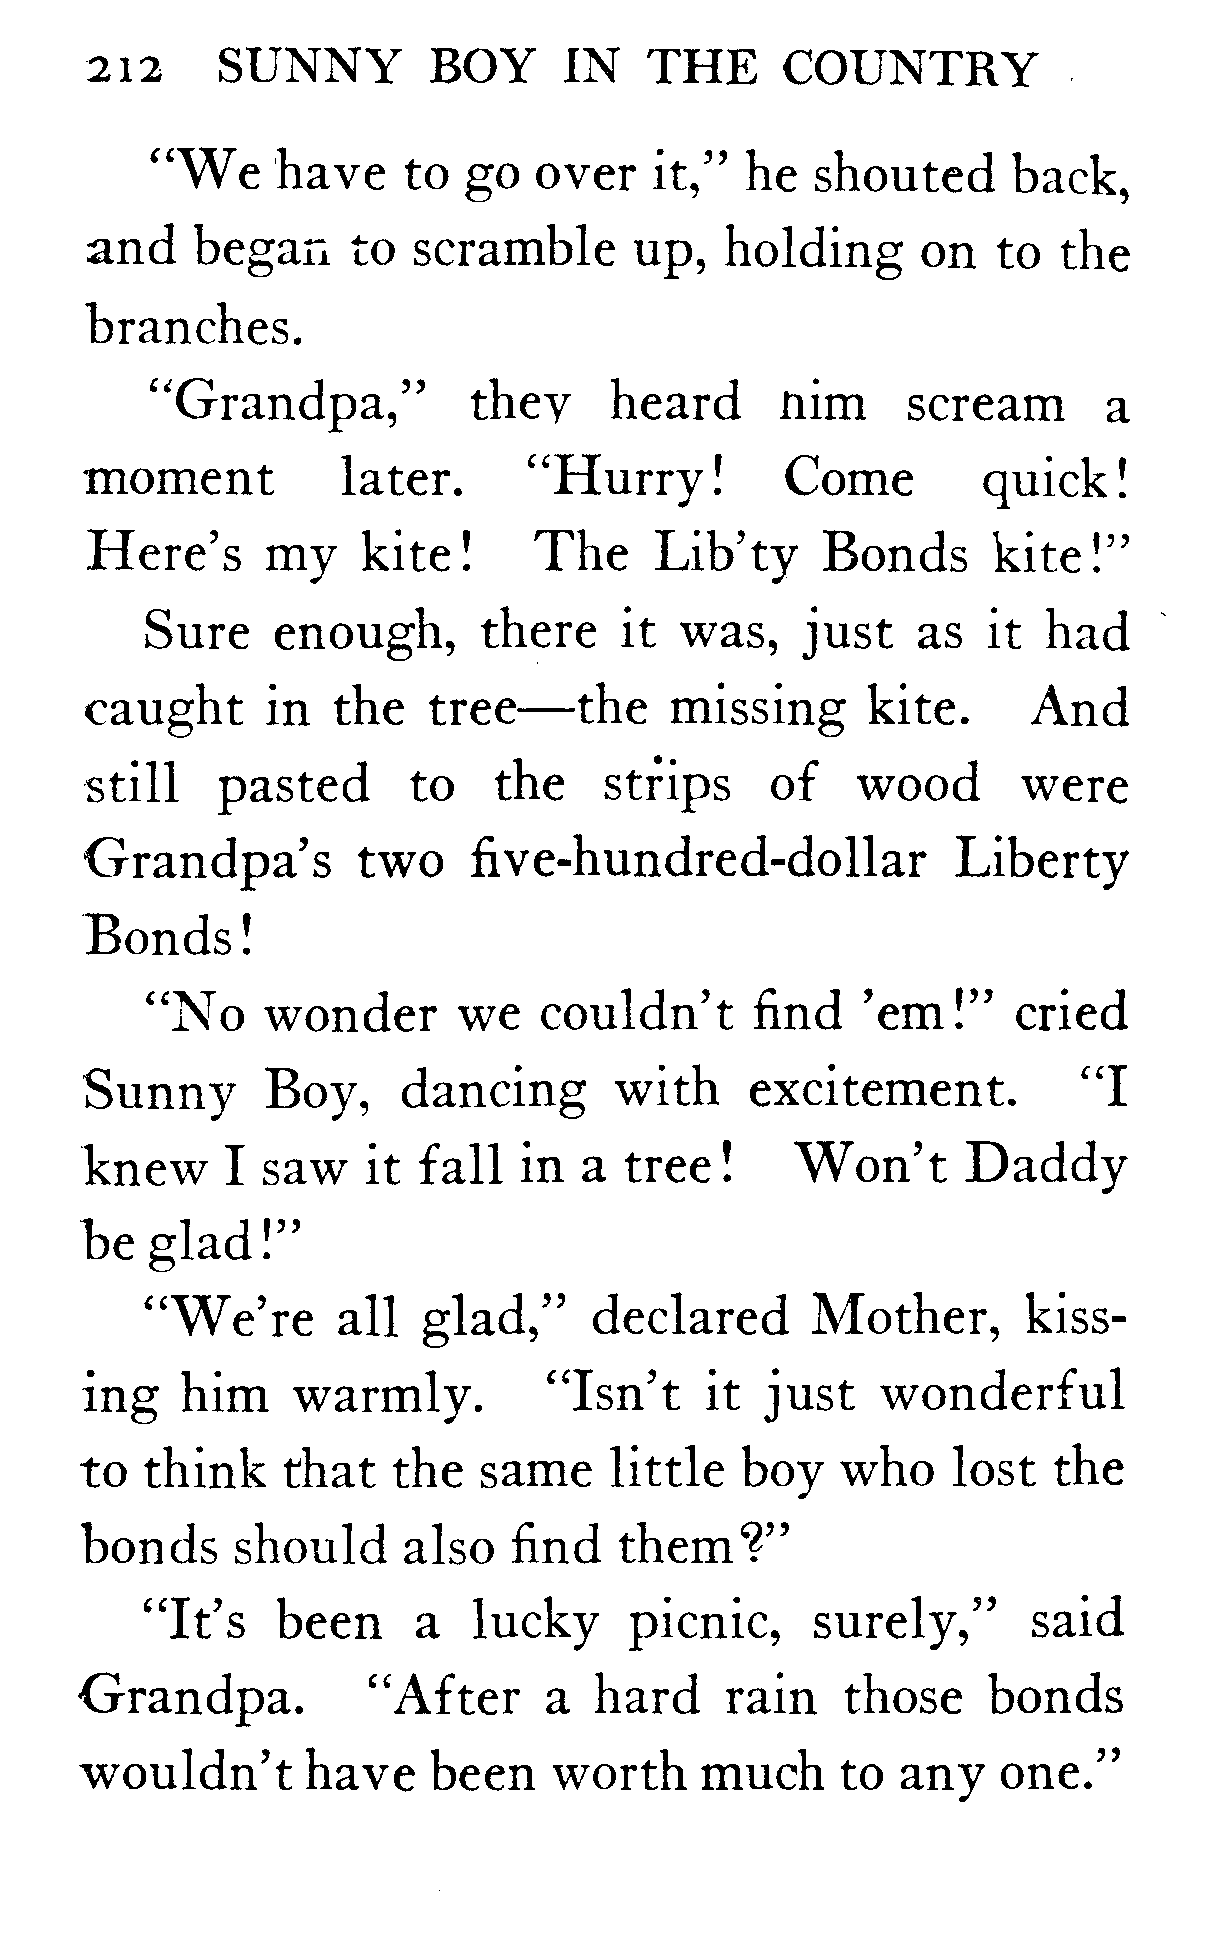 212 SUNNY BOY IN THE COUNTRY
“We have to go over it,” he shouted back,
and began to scramble up, holding on to the
branches.
“Grandpa,” they heard him scream a
moment later. “Hurry! Come quick!
Here’s my kite! The Lib’ty Bonds kite!”
Sure enough, there it was, just as it had
caught in the tree—the missing kite. And
still pasted to the strips of wood were
Grandpa’s two five-hundred-dollar Liberty
Bonds!
“No wonder we couldn’t find ’em!” cried
Sunny Boy, dancing with excitement. “I
knew I saw it fall in a tree! Won’t Daddy
be glad!”
“We’re all glad,” declared Mother, kiss-
ing him warmly. “Isn’t it just wonderful
to think that the same little boy who lost the
bonds should also find them?”
“It’s been a lucky picnic, surely,” said
Grandpa. “After a hard rain those bonds
wouldn’t have been worth much to any one.”